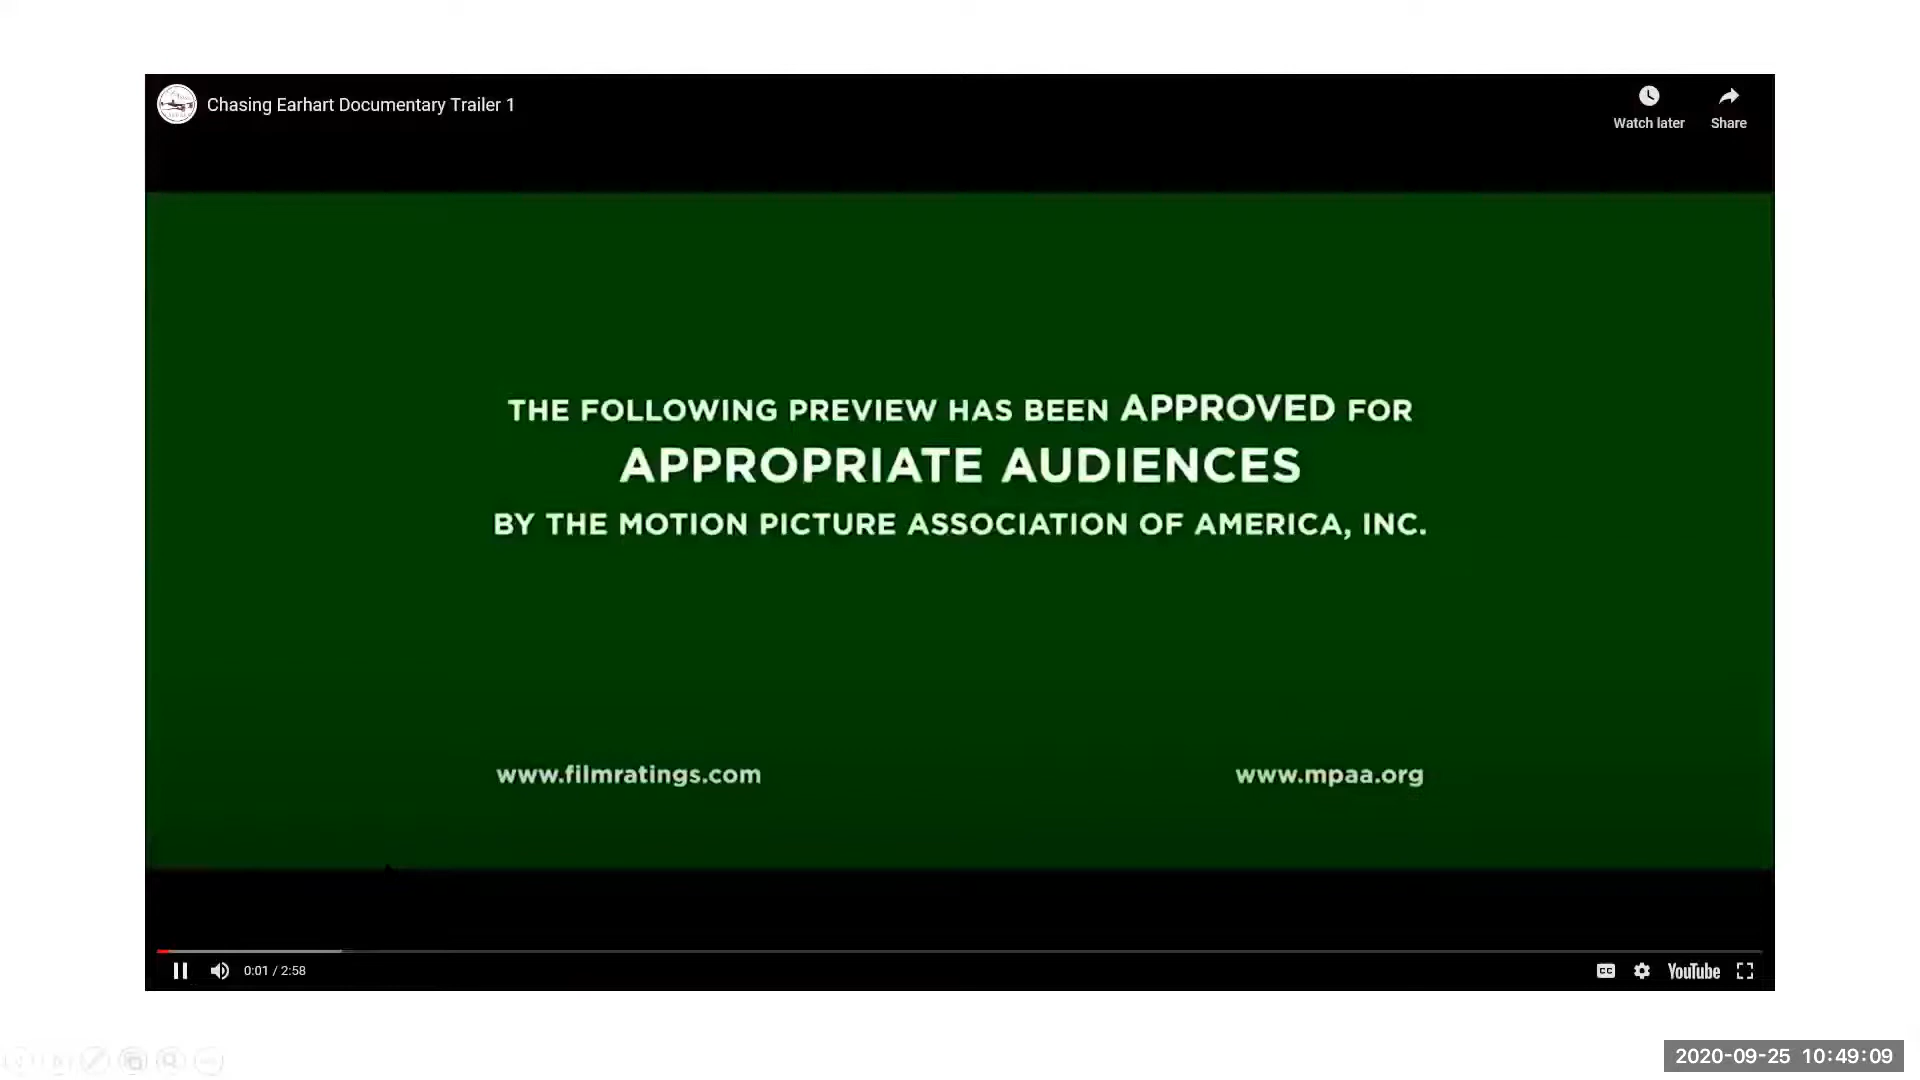 Chasing Earhart Documentary Trailer 1
Watch later
Share
THE FOLLOWING PREVIEW HAS BEEN APPROVED FOR
APPROPRIATE AUDIENCES
BY THE MOTION PICTURE ASSOCIATION OF AMERICA, INC.
www.filmratings.com
www.mpaa.org
0:01 / 2:58
CC
YouTube
2020-09-25 10:49:09